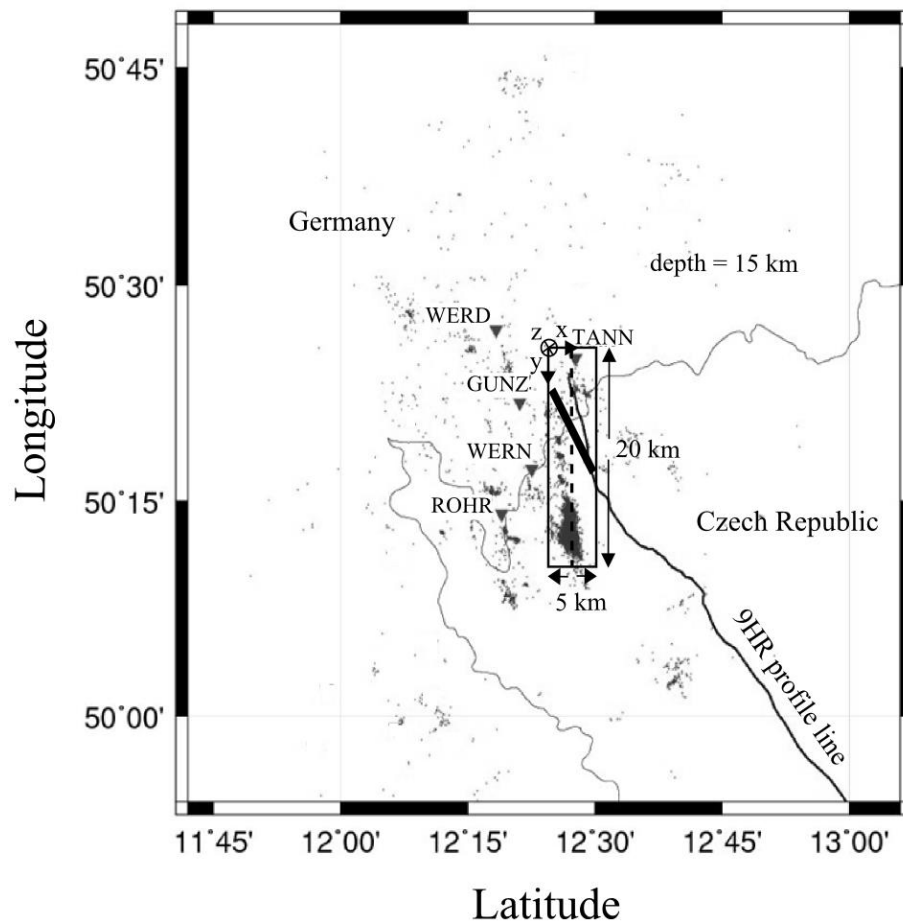 50°45'
Germany
depth = 15 km
50°30'
WERD
z x TANN
y
GUNZ
WERN
20 km
50°15'
ROHR
Czech Republic
5 km
9HR profile line
50°00'
11°45' 12°00' 12°15' 12°30' 12°45' 13°00'
Longitude
Latitude